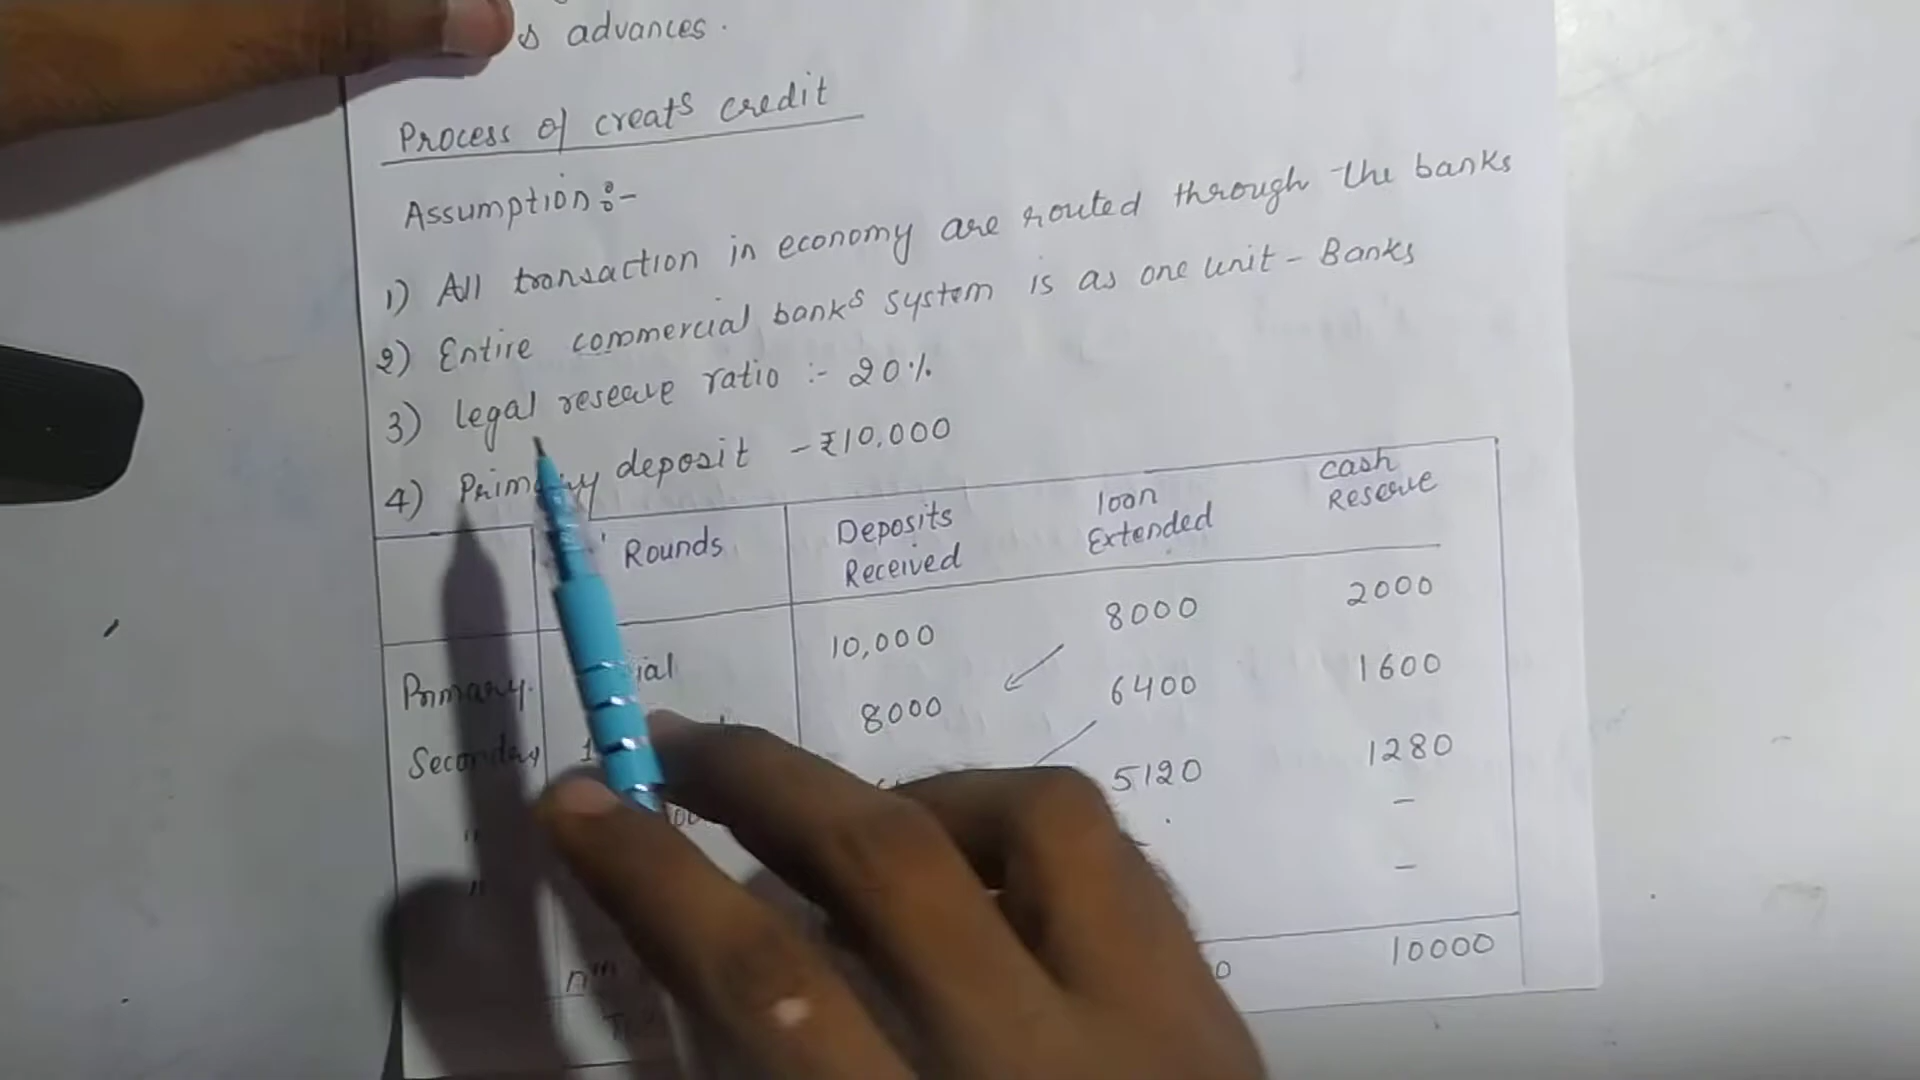 advances.
Process of creatS credit
Assumption :-
1) All transaction in economy are routed through the banks
2) Entire commercial bankS system is as one unit - Banks
3) legal reserve ratio :- 20%
4) Primary deposit - ₹10,000
Rounds Deposits Received loan Extended cash Reserve
Primary 10,000 8000 2000
Secondary 8000 6400 1600
" 5120 1280
" - -
nth
10000